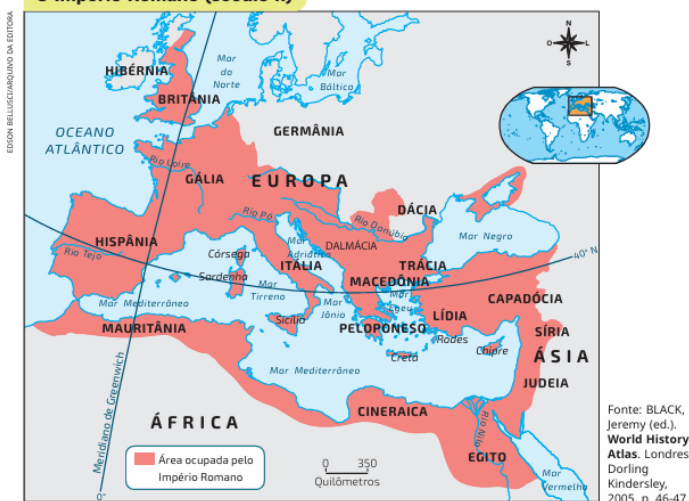 O Império Romano (século II)
EDSON BELLUSCI/ARQUIVO DA EDITORA
N
O
L
S
HIBÉRNIA
Mar
do
Norte
Mar
Báltico
BRITÂNIA
GERMÂNIA
OCEANO
ATLÂNTICO
Rio Loire
GÁLIA
EUROPA
DÁCIA
Rio Pó
Rio Danúbio
Mar Negro
HISPÂNIA
Rio Tejo
Mar
Adriático
DALMÁCIA
40° N
Córsega
ITÁLIA
TRÁCIA
Sardenha
Mar
Tirreno
MACEDÔNIA
CAPADÓCIA
Mar Mediterrâneo
Mar
Jônio
Mar
Egeu
LÍDIA
MAURITÂNIA
Sicília
PELOPONESO
SÍRIA
Rodes
Creta
Chipre
ÁSIA
Mar Mediterrâneo
JUDEIA
Meridiano de Greenwich
ÁFRICA
CINERAICA
Rio Nilo
EGITO
Área ocupada pelo
Império Romano
0 350
Quilômetros
Mar
Vermelho
0°
Fonte: BLACK,
Jeremy (ed.).
World History
Atlas. Londres
Dorling
Kindersley,
2005. p. 46-47